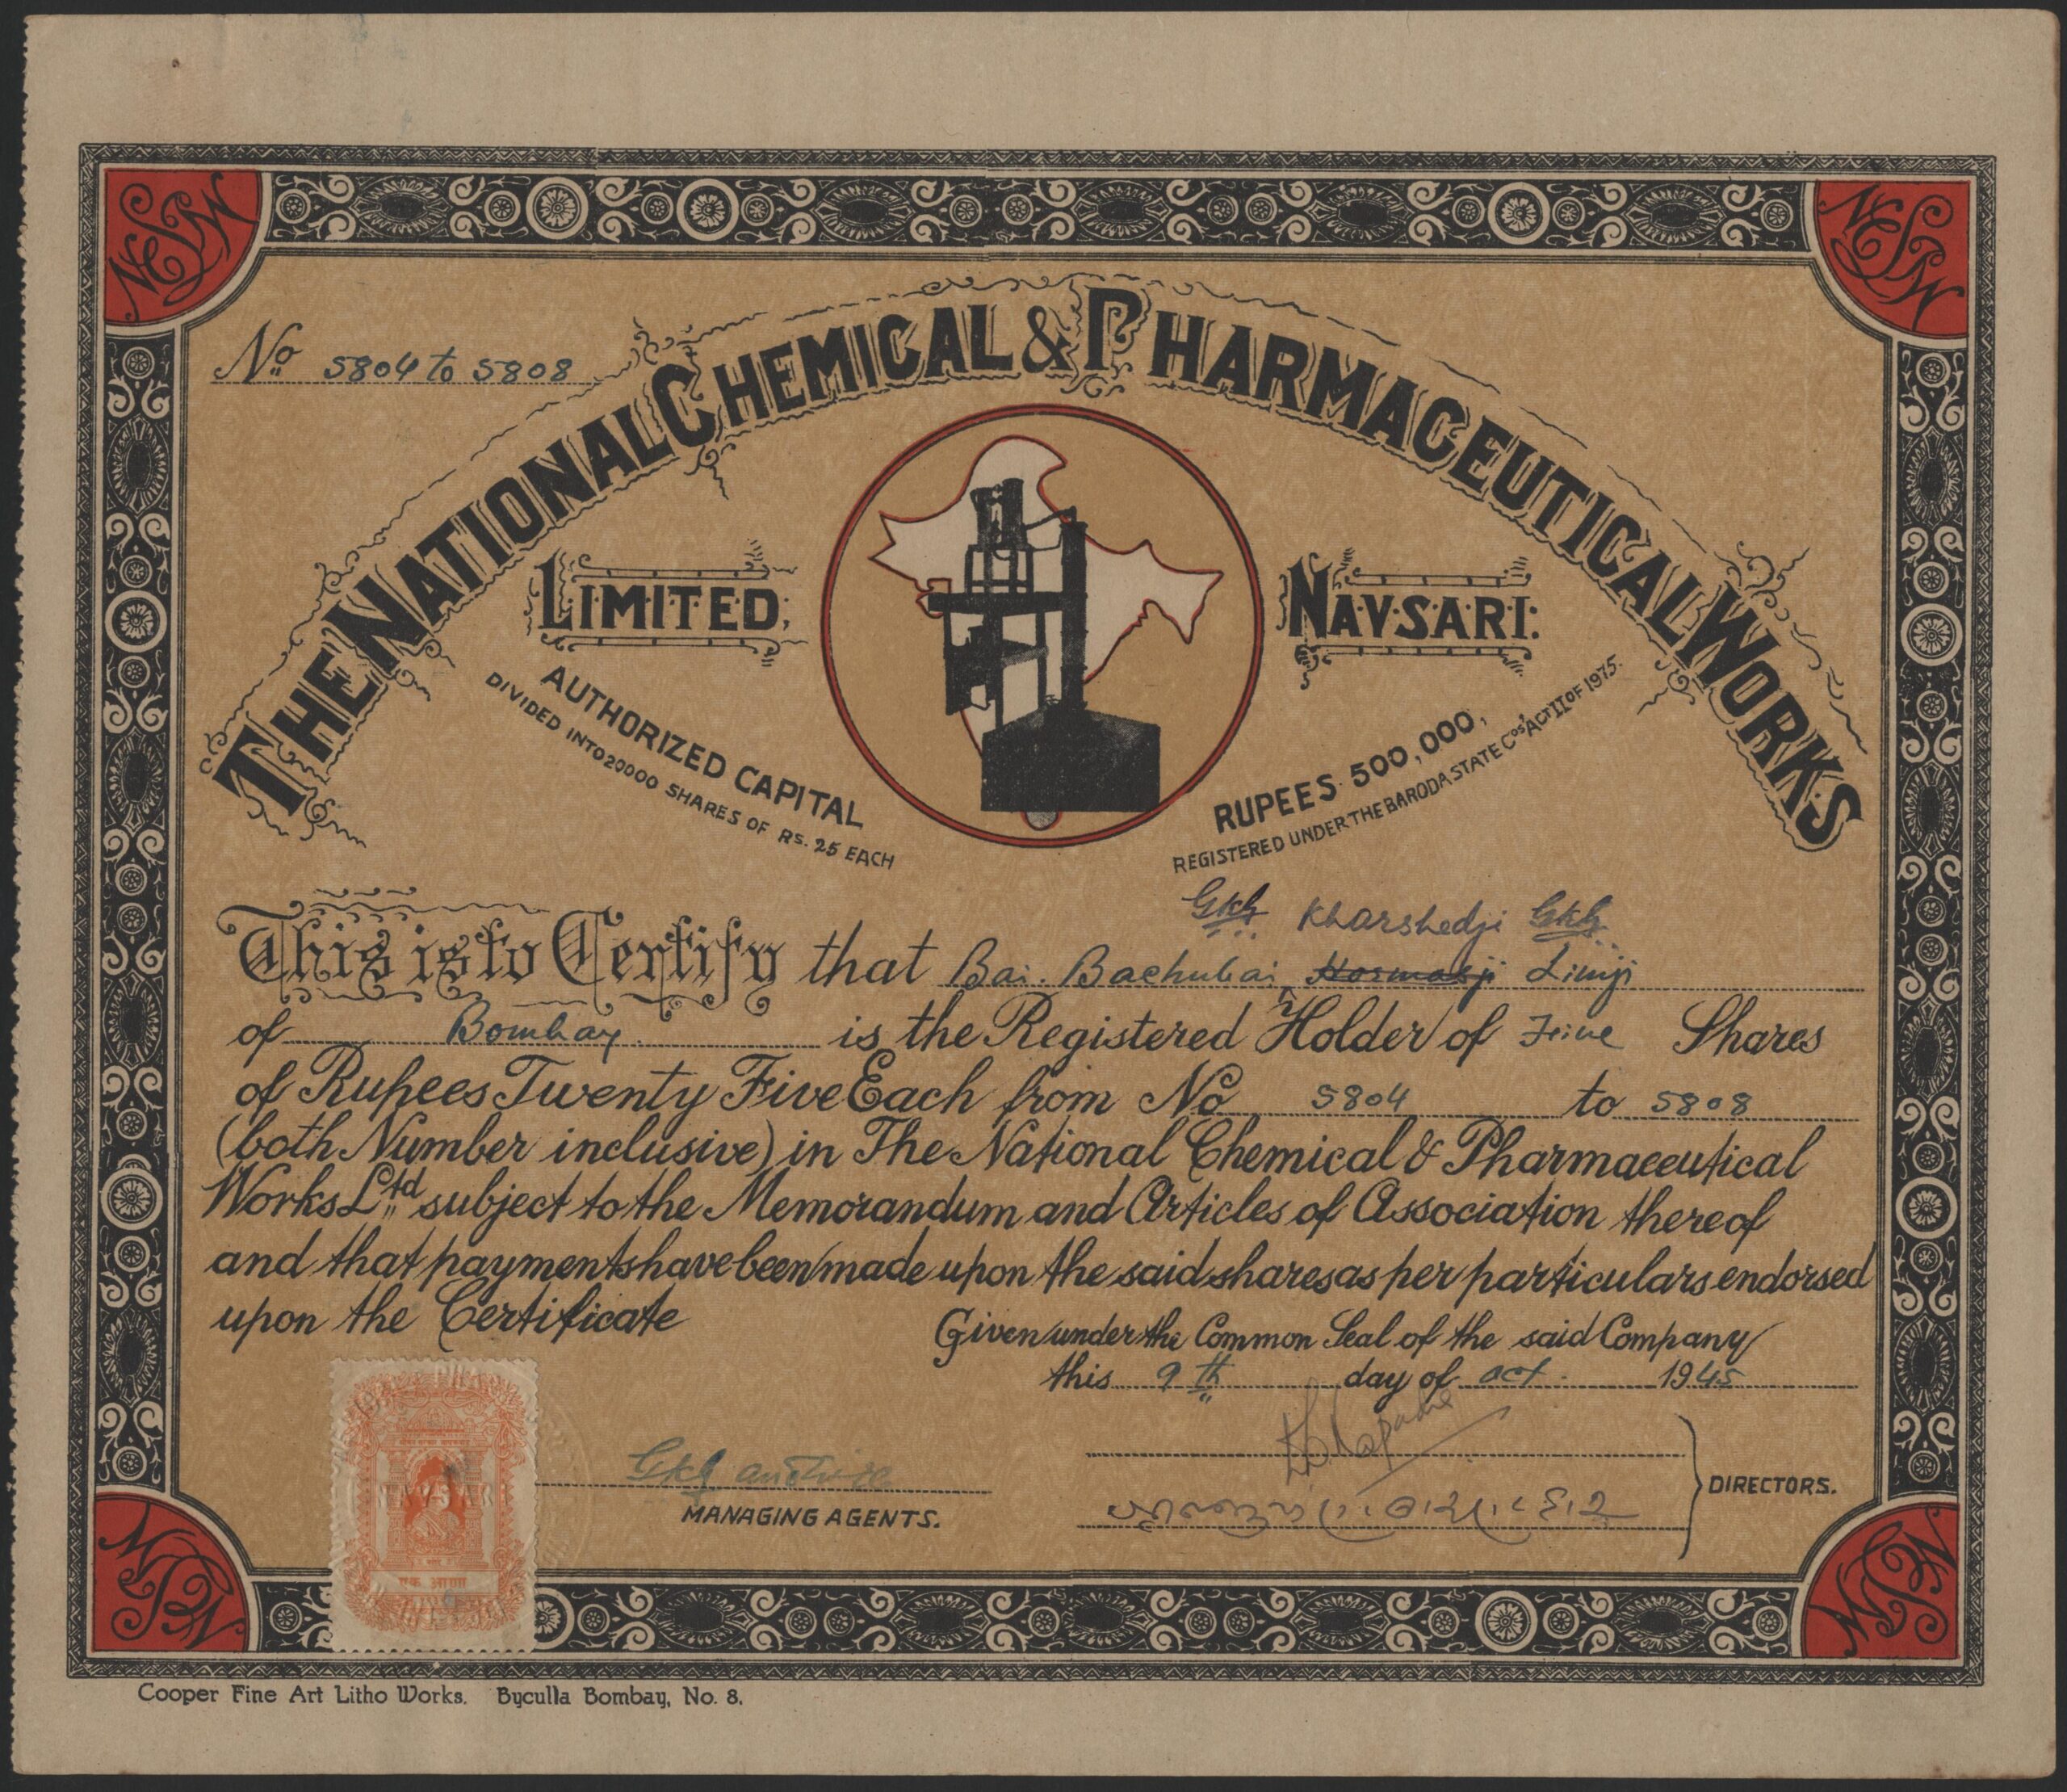 No 5804 to 5808
THE NATIONAL CHEMICAL & PHARMACEUTICAL WORKS
LIMITED, NAVSARI.
AUTHORIZED CAPITAL
DIVIDED INTO 20000 SHARES OF RS. 25 EACH
RUPEES 500,000,
REGISTERED UNDER THE BARODA STATE Cos' ACT II OF 1975.
Kharshedji
This is to Certify that Bai. Bachubai Hormasji Limji
of Bombay. is the Registered Holder of Five Shares
of Rupees Twenty Five Each from No 5804 to 5808
(both Number inclusive) in The National Chemical & Pharmaceutical
Works Ltd subject to the Memorandum and Articles of Association thereof
and that payments have been made upon the said shares as per particulars endorsed
upon the Certificate
Given under the Common Seal of the said Company
this 9th day of Oct. 1945
MANAGING AGENTS.
DIRECTORS.
एक आणा
Cooper Fine Art Litho Works. Byculla Bombay, No. 8.